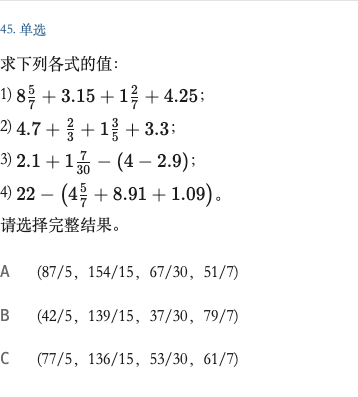 45. 单选
求下列各式的值：
1) 8 5/7 + 3.15 + 1 2/7 + 4.25；
2) 4.7 + 2/3 + 1 3/5 + 3.3；
3) 2.1 + 1 7/30 − (4 − 2.9)；
4) 22 − (4 5/7 + 8.91 + 1.09)。
请选择完整结果。
A (87/5, 154/15, 67/30, 51/7)
B (42/5, 139/15, 37/30, 79/7)
C (77/5, 136/15, 53/30, 61/7)